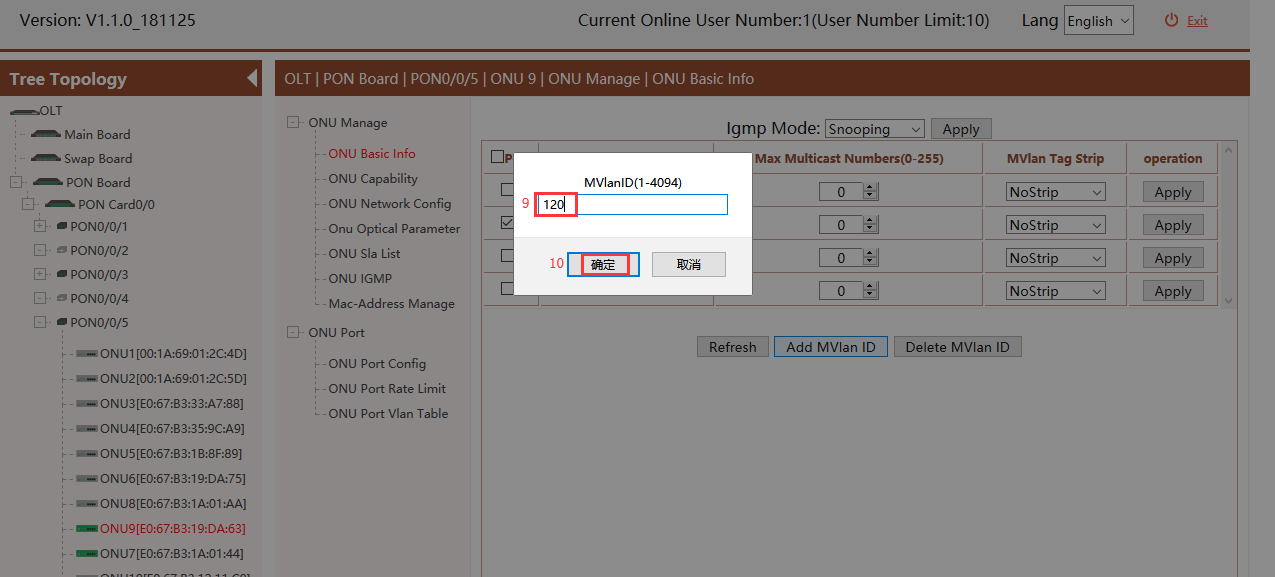 Version: V1.1.0_181125
Current Online User Number:1(User Number Limit:10)
Lang English
Exit
Tree Topology
OLT
Main Board
Swap Board
PON Board
PON Card0/0
PON0/0/1
PON0/0/2
PON0/0/3
PON0/0/4
PON0/0/5
ONU1[00:1A:69:01:2C:4D]
ONU2[00:1A:69:01:2C:5D]
ONU3[E0:67:B3:33:A7:88]
ONU4[E0:67:B3:35:9C:A9]
ONU5[E0:67:B3:1B:8F:89]
ONU6[E0:67:B3:19:DA:75]
ONU8[E0:67:B3:1A:01:AA]
ONU9[E0:67:B3:19:DA:63]
ONU7[E0:67:B3:1A:01:44]
OLT | PON Board | PON0/0/5 | ONU 9 | ONU Manage | ONU Basic Info
ONU Manage
ONU Basic Info
ONU Capability
ONU Network Config
Onu Optical Parameter
ONU Sla List
ONU IGMP
Mac-Address Manage
ONU Port
ONU Port Config
ONU Port Rate Limit
ONU Port Vlan Table
Igmp Mode: Snooping Apply
Max Multicast Numbers(0-255) MVlan Tag Strip operation
0 NoStrip Apply
0 NoStrip Apply
0 NoStrip Apply
0 NoStrip Apply
Refresh Add MVlan ID Delete MVlan ID
MVlanID(1-4094)
9 120
10 确定 取消